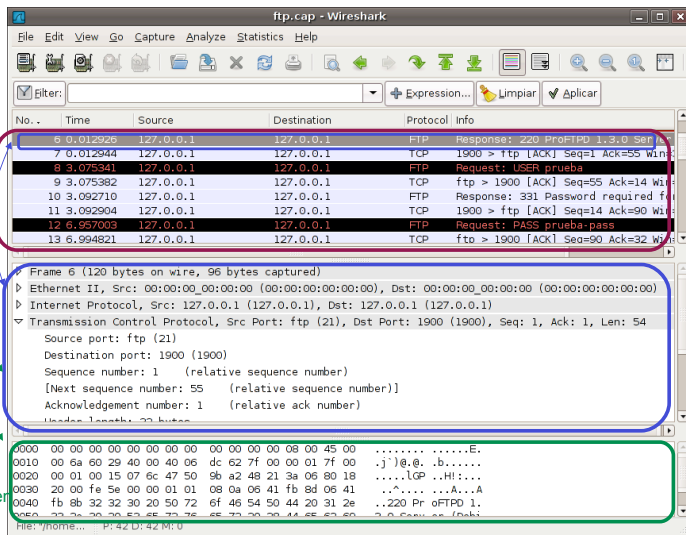 ftp.cap - Wireshark
File Edit View Go Capture Analyze Statistics Help
Filter: Expression... Limpiar Aplicar
No. . Time Source Destination Protocol Info
6 0.012926 127.0.0.1 127.0.0.1 FTP Response: 220 ProFTPD 1.3.0 Server
7 0.012944 127.0.0.1 127.0.0.1 TCP 1900 > ftp [ACK] Seq=1 Ack=55 Win=
8 3.075341 127.0.0.1 127.0.0.1 FTP Request: USER prueba
9 3.075382 127.0.0.1 127.0.0.1 TCP ftp > 1900 [ACK] Seq=55 Ack=14 Win
10 3.092710 127.0.0.1 127.0.0.1 FTP Response: 331 Password required for
11 3.092904 127.0.0.1 127.0.0.1 TCP 1900 > ftp [ACK] Seq=14 Ack=90 Win
12 6.957003 127.0.0.1 127.0.0.1 FTP Request: PASS prueba-pass
13 6.994821 127.0.0.1 127.0.0.1 TCP ftp > 1900 [ACK] Seq=90 Ack=32 Win
Frame 6 (120 bytes on wire, 96 bytes captured)
Ethernet II, Src: 00:00:00_00:00:00 (00:00:00:00:00:00), Dst: 00:00:00_00:00:00 (00:00:00:00:00:00)
Internet Protocol, Src: 127.0.0.1 (127.0.0.1), Dst: 127.0.0.1 (127.0.0.1)
Transmission Control Protocol, Src Port: ftp (21), Dst Port: 1900 (1900), Seq: 1, Ack: 1, Len: 54
Source port: ftp (21)
Destination port: 1900 (1900)
Sequence number: 1 (relative sequence number)
[Next sequence number: 55 (relative sequence number)]
Acknowledgement number: 1 (relative ack number)
Header length: 32 bytes
0000 00 00 00 00 00 00 00 00 00 00 00 00 08 00 45 00 ........ ......E.
0010 00 6a 60 29 40 00 40 06 dc 62 7f 00 00 01 7f 00 .j`)@.@. .b......
0020 00 01 00 15 07 6c 47 50 9b a2 48 21 3a 06 80 18 .....lGP ..H!:...
0030 20 00 fe 5e 00 00 01 01 08 0a 06 41 fb 8d 06 41 ..^.... ...A...A
0040 fb 8b 32 32 30 20 50 72 6f 46 54 50 44 20 31 2e ..220 Pr oFTPD 1.
File: "/home... P: 42 D: 42 M: 0